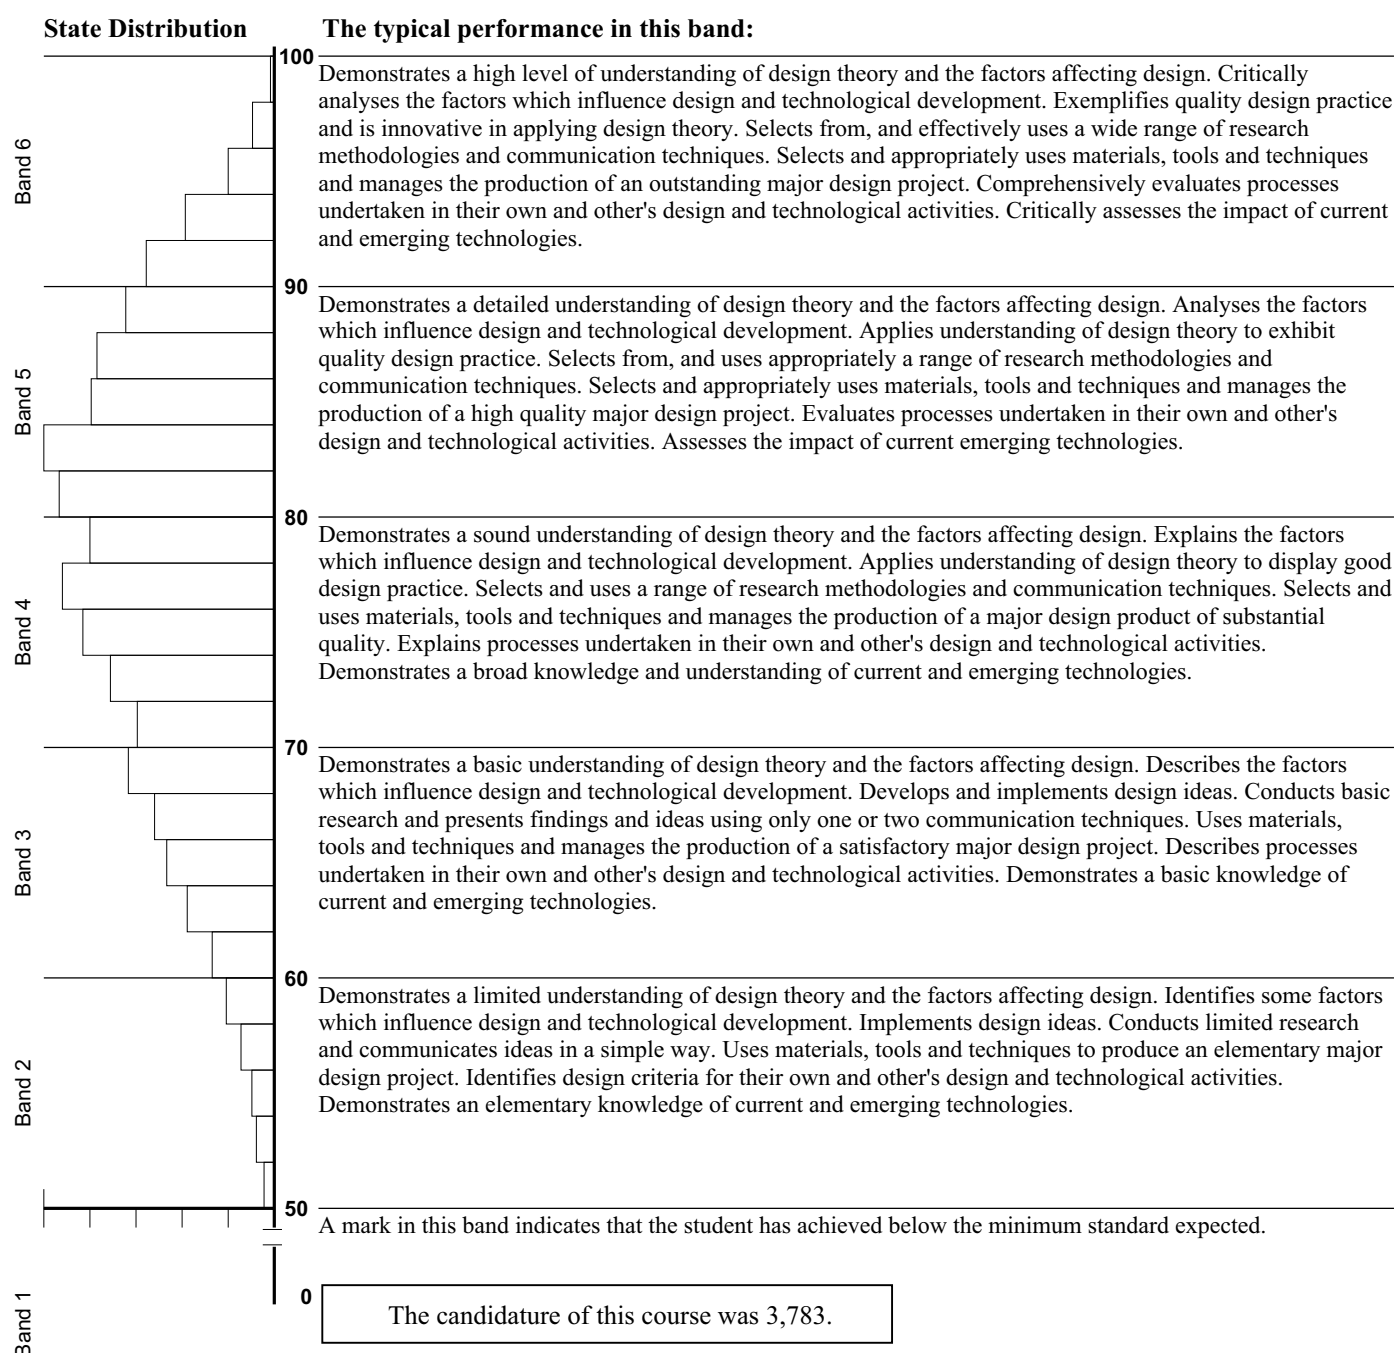 State Distribution
The typical performance in this band:
100
Band 6
Demonstrates a high level of understanding of design theory and the factors affecting design. Critically
analyses the factors which influence design and technological development. Exemplifies quality design practice
and is innovative in applying design theory. Selects from, and effectively uses a wide range of research
methodologies and communication techniques. Selects and appropriately uses materials, tools and techniques
and manages the production of an outstanding major design project. Comprehensively evaluates processes
undertaken in their own and other's design and technological activities. Critically assesses the impact of current
and emerging technologies.
90
Band 5
Demonstrates a detailed understanding of design theory and the factors affecting design. Analyses the factors
which influence design and technological development. Applies understanding of design theory to exhibit
quality design practice. Selects from, and uses appropriately a range of research methodologies and
communication techniques. Selects and appropriately uses materials, tools and techniques and manages the
production of a high quality major design project. Evaluates processes undertaken in their own and other's
design and technological activities. Assesses the impact of current emerging technologies.
80
Band 4
Demonstrates a sound understanding of design theory and the factors affecting design. Explains the factors
which influence design and technological development. Applies understanding of design theory to display good
design practice. Selects and uses a range of research methodologies and communication techniques. Selects and
uses materials, tools and techniques and manages the production of a major design product of substantial
quality. Explains processes undertaken in their own and other's design and technological activities.
Demonstrates a broad knowledge and understanding of current and emerging technologies.
70
Band 3
Demonstrates a basic understanding of design theory and the factors affecting design. Describes the factors
which influence design and technological development. Develops and implements design ideas. Conducts basic
research and presents findings and ideas using only one or two communication techniques. Uses materials,
tools and techniques and manages the production of a satisfactory major design project. Describes processes
undertaken in their own and other's design and technological activities. Demonstrates a basic knowledge of
current and emerging technologies.
60
Band 2
Demonstrates a limited understanding of design theory and the factors affecting design. Identifies some factors
which influence design and technological development. Implements design ideas. Conducts limited research
and communicates ideas in a simple way. Uses materials, tools and techniques to produce an elementary major
design project. Identifies design criteria for their own and other's design and technological activities.
Demonstrates an elementary knowledge of current and emerging technologies.
50
A mark in this band indicates that the student has achieved below the minimum standard expected.
Band 1
0
The candidature of this course was 3,783.